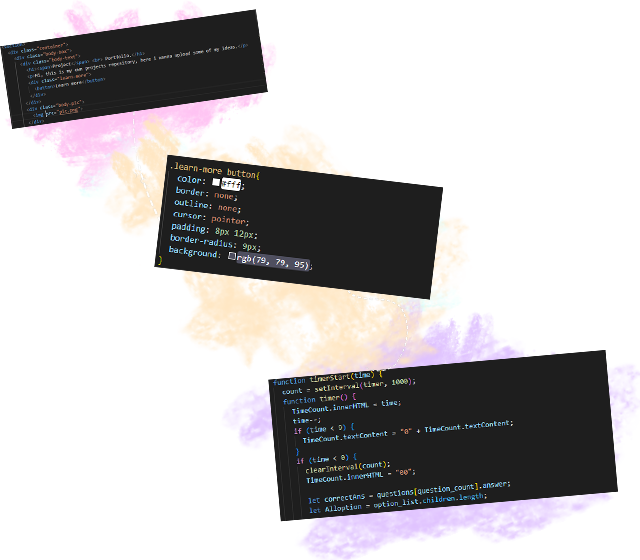 <div class="container">
<div class="body-box">
<div class="body-text">
<h1><span>Project</span> <br> Portfolio.</h1>
<p>Hi, this is my own projects repository, here i wanna upload some of my ideas.</p>
<div class="learn-more">
<button>Learn more</button>
</div>
</div>
<div class="body-pic">
<img src="pic.png">
</div>
.learn-more button{
color: #fff;
border: none;
outline: none;
cursor: pointer;
padding: 8px 12px;
border-radius: 9px;
background: rgb(79, 79, 95);
}
function timerStart(time) {
count = setInterval(timer, 1000);
function timer() {
TimeCount.innerHTML = time;
time--;
if (time < 9) {
TimeCount.textContent = "0" + TimeCount.textContent;
}
if (time < 0) {
clearInterval(count);
TimeCount.innerHTML = "00";
let correctAns = questions[question_count].answer;
let Alloption = option_list.children.length;